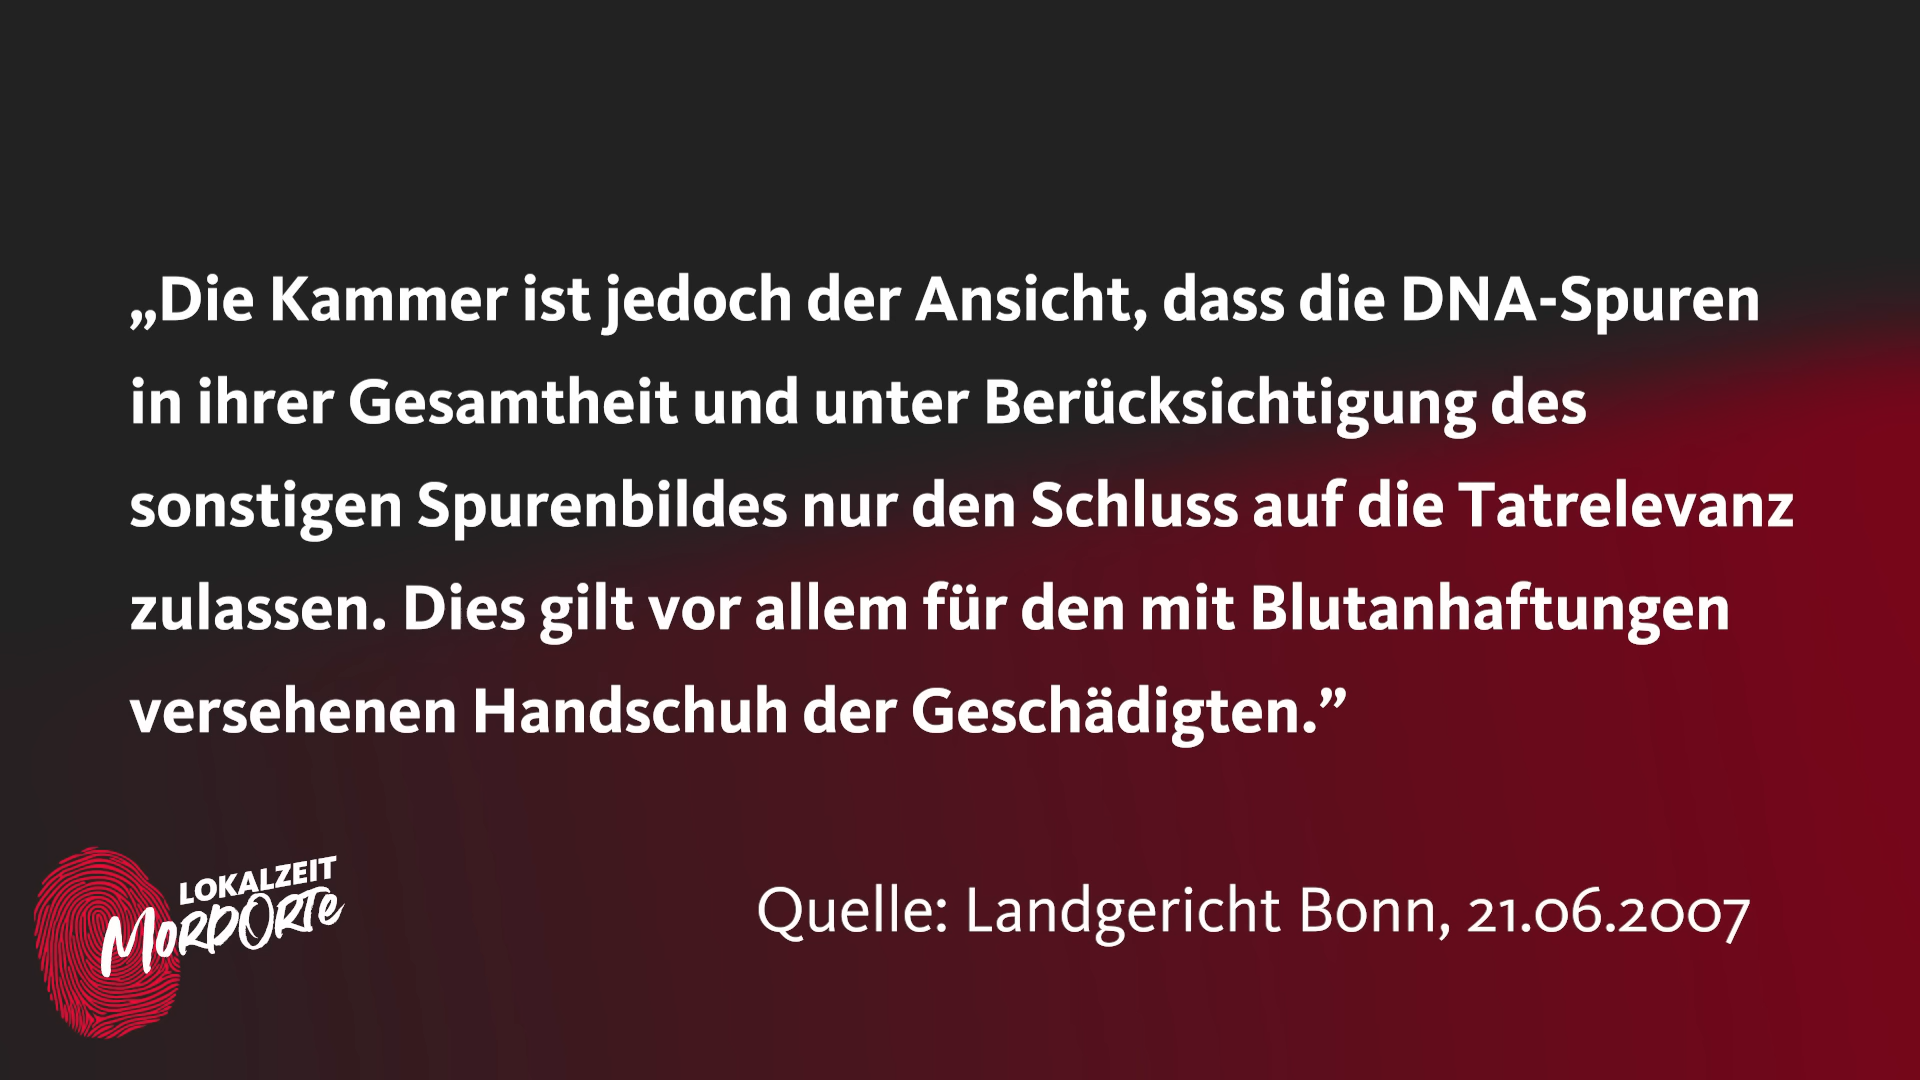 „Die Kammer ist jedoch der Ansicht, dass die DNA-Spuren
in ihrer Gesamtheit und unter Berücksichtigung des
sonstigen Spurenbildes nur den Schluss auf die Tatrelevanz
zulassen. Dies gilt vor allem für den mit Blutanhaftungen
versehenen Handschuh der Geschädigten.”
LOKALZEIT
MORDORTE
Quelle: Landgericht Bonn, 21.06.2007